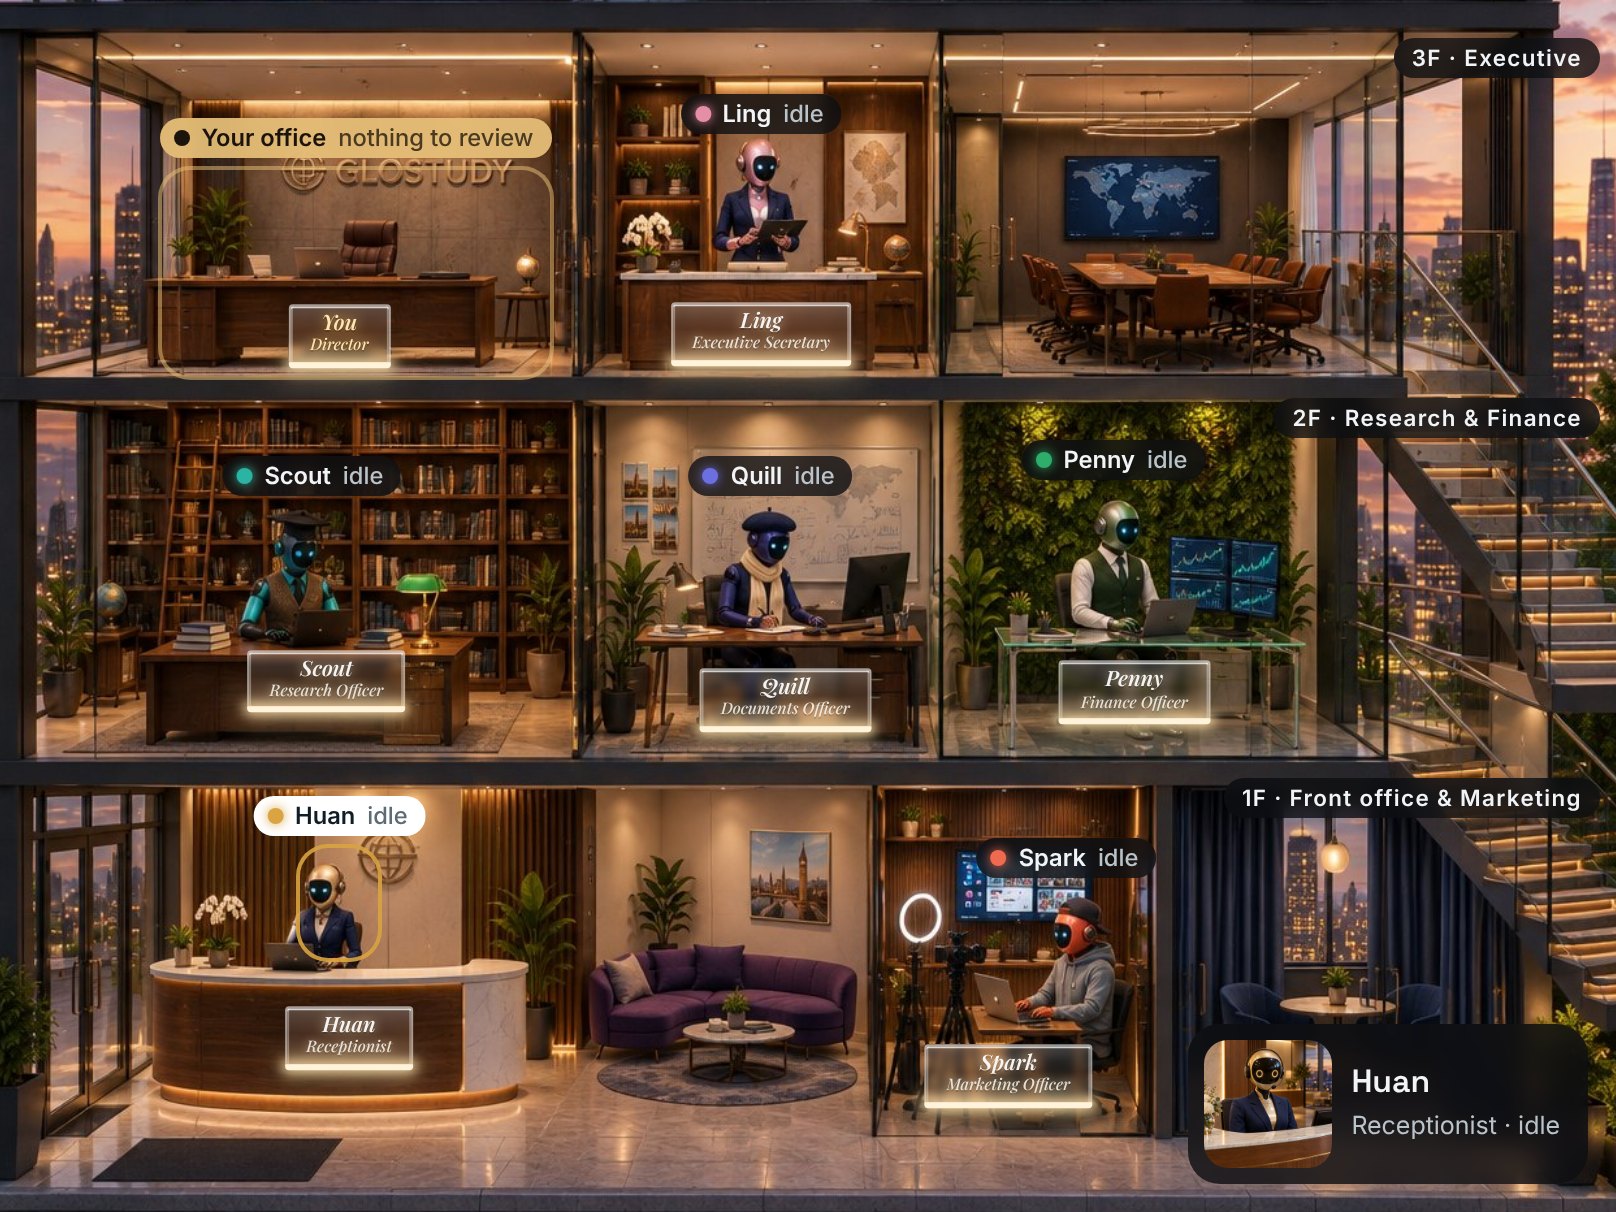 3F · Executive
Your office nothing to review
GLOSTUDY
Ling idle
You
Director
Ling
Executive Secretary
2F · Research & Finance
Scout idle
Quill idle
Penny idle
Scout
Research Officer
Quill
Documents Officer
Penny
Finance Officer
1F · Front office & Marketing
Huan idle
Spark idle
Huan
Receptionist
Spark
Marketing Officer
Huan
Receptionist · idle